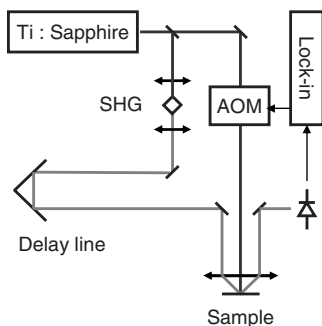 Ti : Sapphire
Lock-in
SHG
AOM
Delay line
Sample